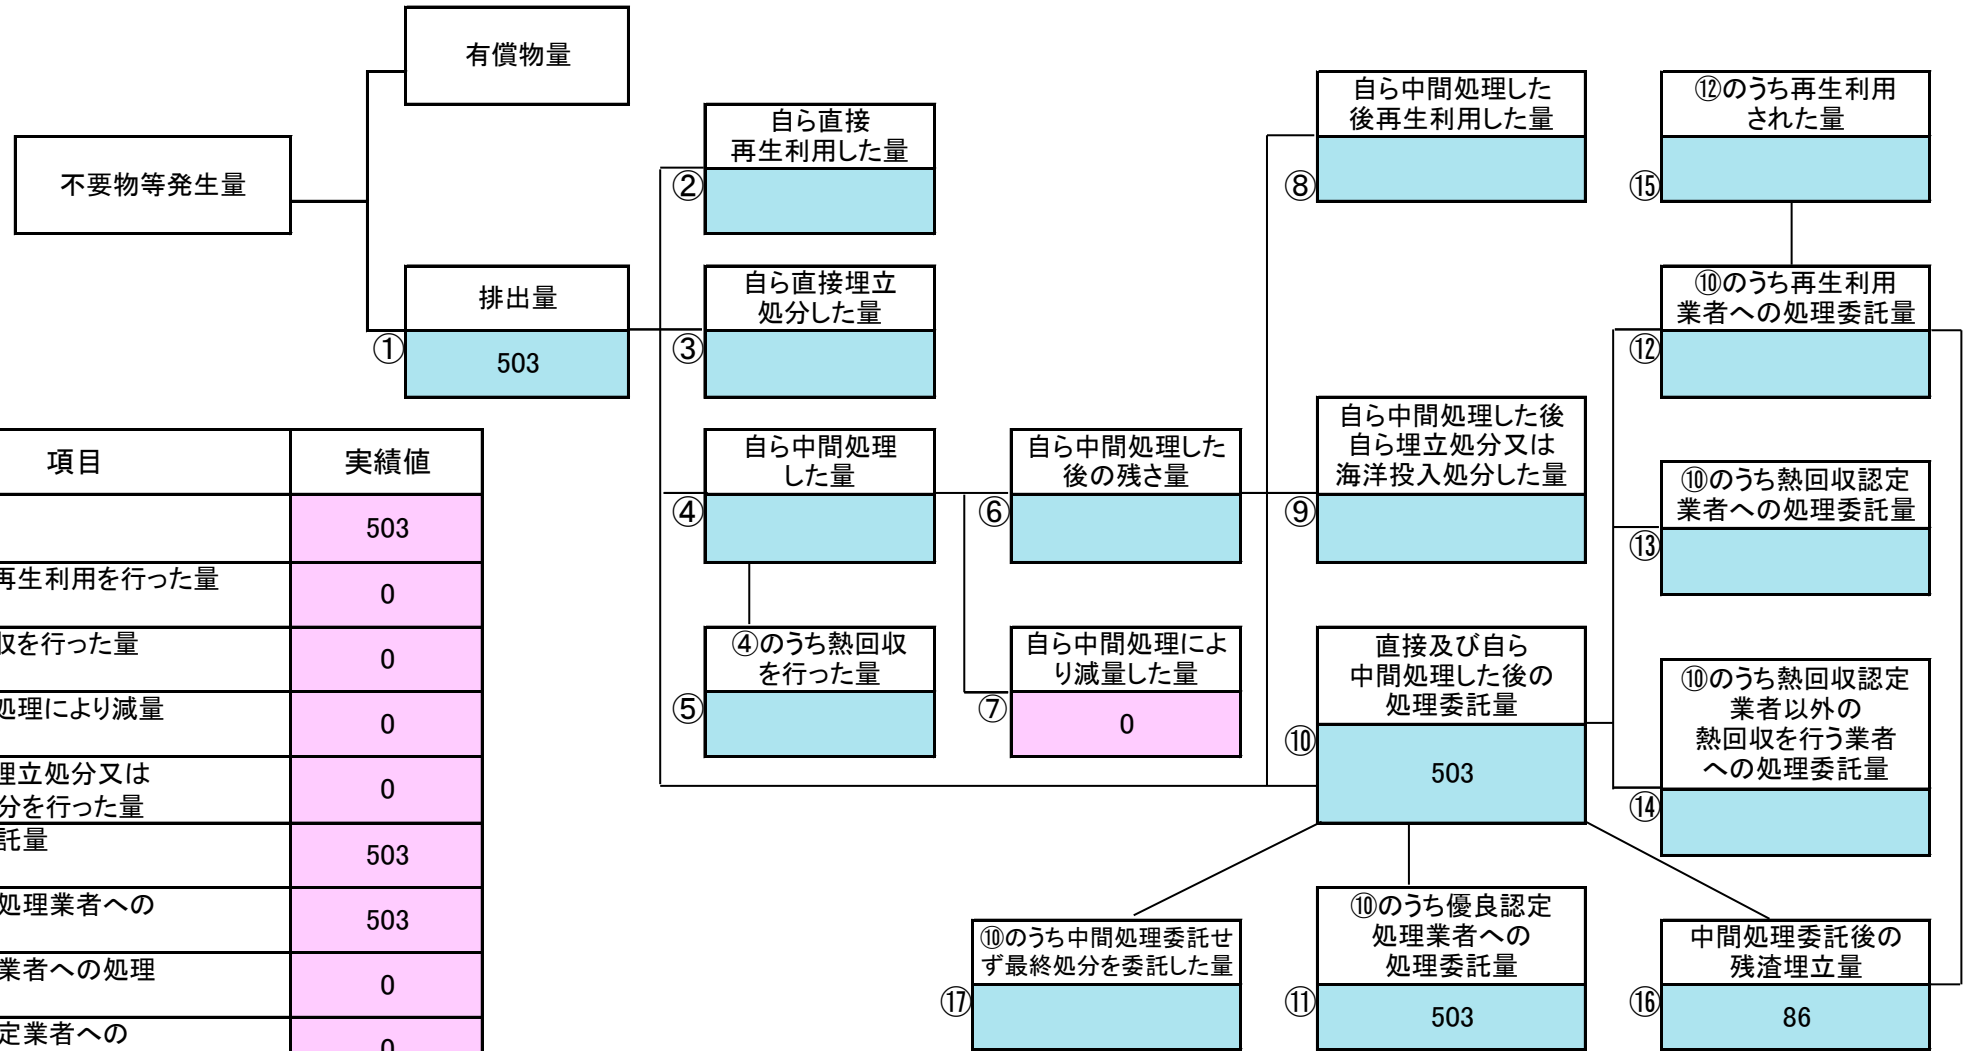 有償物量
不要物等発生量
排出量
①
503
自ら直接
再生利用した量
②
自ら直接埋立
処分した量
③
自ら中間処理
した量
④
④のうち熱回収
を行った量
⑤
自ら中間処理した
後の残さ量
⑥
自ら中間処理によ
り減量した量
⑦
0
自ら中間処理した
後再生利用した量
⑧
自ら中間処理した後
自ら埋立処分又は
海洋投入処分した量
⑨
直接及び自ら
中間処理した後の
処理委託量
⑩
503
⑫のうち再生利用
された量
⑮
⑩のうち再生利用
業者への処理委託量
⑫
⑩のうち熱回収認定
業者への処理委託量
⑬
⑩のうち熱回収認定
業者以外の
熱回収を行う業者
への処理委託量
⑭
⑩のうち中間処理委託せ
ず最終処分を委託した量
⑰
⑩のうち優良認定
処理業者への
処理委託量
⑪
503
中間処理委託後の
残渣埋立量
⑯
86
項目 実績値
503
再生利用を行った量 0
収を行った量 0
処理により減量 0
埋立処分又は
分を行った量 0
託量 503
処理業者への 503
業者への処理 0
定業者への 0